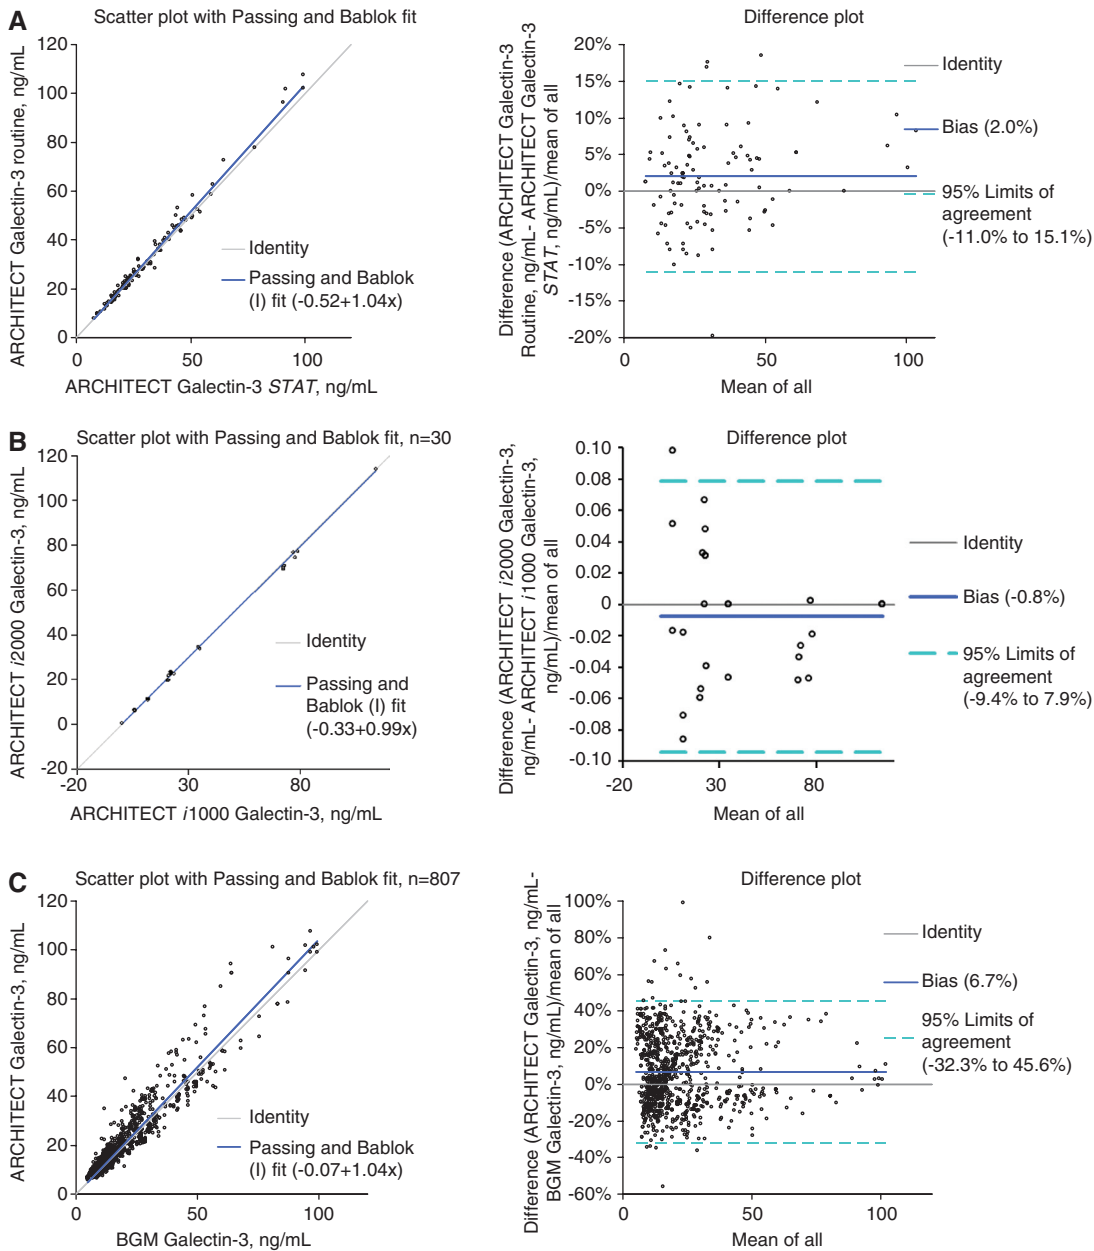 A
Scatter plot with Passing and Bablok fit
ARCHITECT Galectin-3 routine, ng/mL
120
100
80
60
40
20
0
0
50
100
ARCHITECT Galectin-3 STAT, ng/mL
Identity
Passing and Bablok
(I) fit (-0.52+1.04x)
Difference plot
Difference (ARCHITECT Galectin-3
Routine, ng/mL- ARCHITECT Galectin-3
STAT, ng/mL)/mean of all
20%
15%
10%
5%
0%
-5%
-10%
-15%
-20%
0
50
100
Mean of all
Identity
Bias (2.0%)
95% Limits of
agreement
(-11.0% to 15.1%)
B
Scatter plot with Passing and Bablok fit, n=30
ARCHITECT i2000 Galectin-3, ng/mL
120
100
80
60
40
20
0
-20
-20
30
80
ARCHITECT i1000 Galectin-3, ng/mL
Identity
Passing and
Bablok (I) fit
(-0.33+0.99x)
Difference plot
Difference (ARCHITECT i2000 Galectin-3,
ng/mL- ARCHITECT i1000 Galectin-3,
ng/mL)/mean of all
0.10
0.08
0.06
0.04
0.02
0
-0.02
-0.04
-0.06
-0.08
-0.10
-20
30
80
Mean of all
Identity
Bias (-0.8%)
95% Limits of
agreement
(-9.4% to 7.9%)
C
Scatter plot with Passing and Bablok fit, n=807
ARCHITECT Galectin-3, ng/mL
120
100
80
60
40
20
0
0
50
100
BGM Galectin-3, ng/mL
Identity
Passing and Bablok
(I) fit (-0.07+1.04x)
Difference plot
Difference (ARCHITECT Galectin-3, ng/mL-
BGM Galectin-3, ng/mL)/mean of all
100%
80%
60%
40%
20%
0%
-20%
-40%
-60%
0
50
100
Mean of all
Identity
Bias (6.7%)
95% Limits of
agreement
(-32.3% to 45.6%)